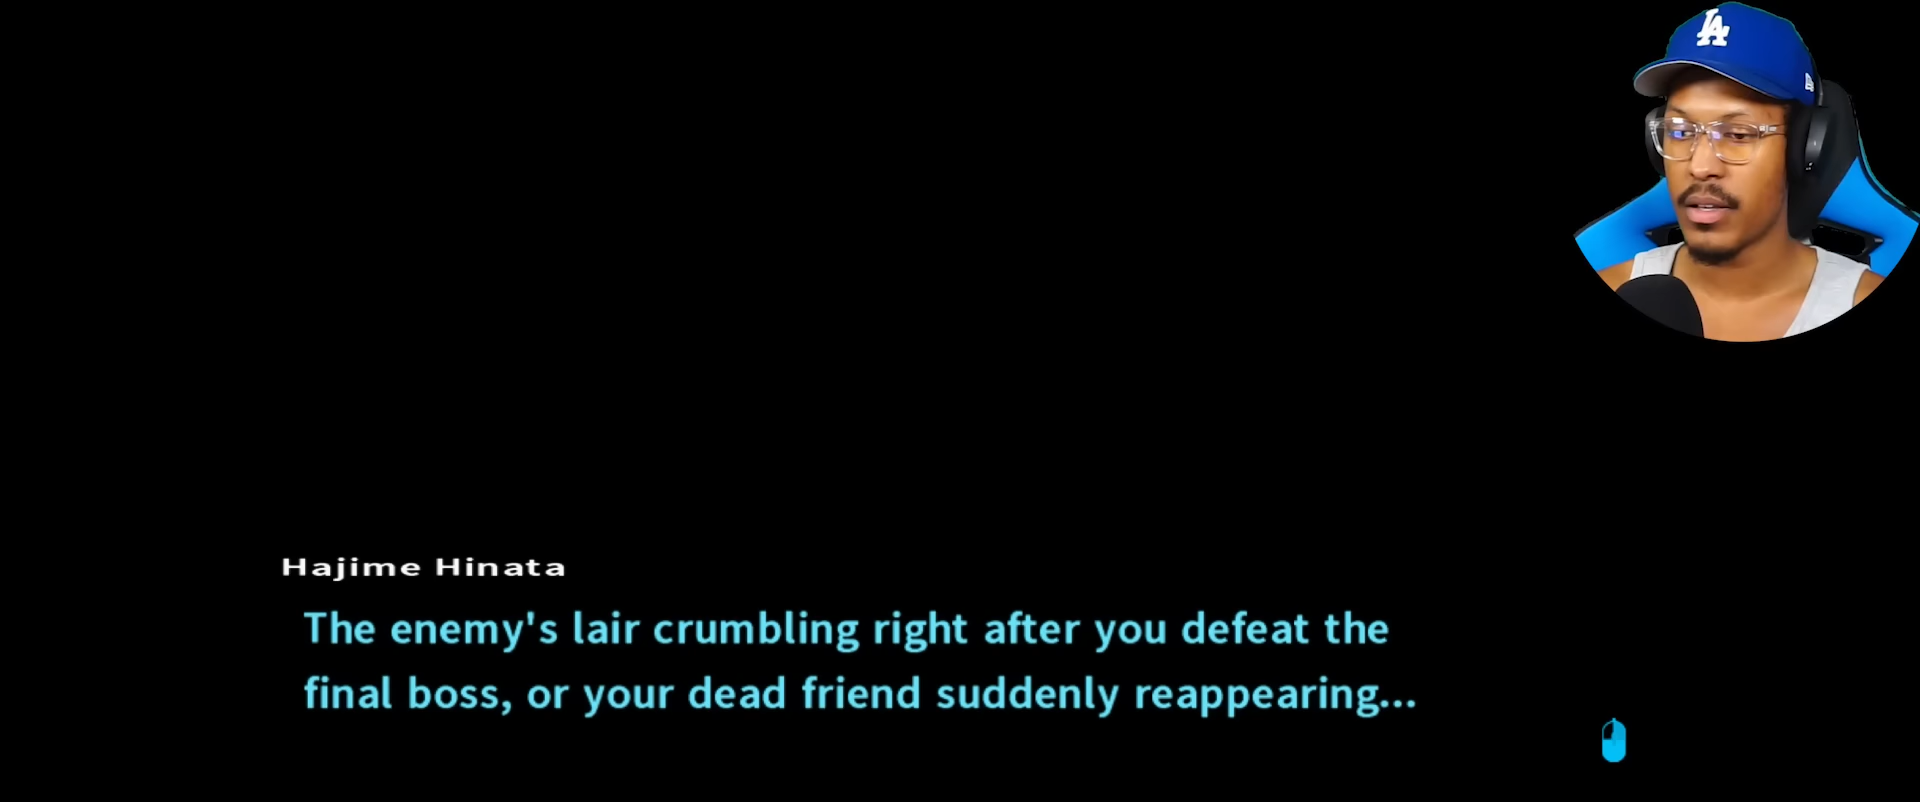 LA
Hajime Hinata
The enemy's lair crumbling right after you defeat the
final boss, or your dead friend suddenly reappearing...